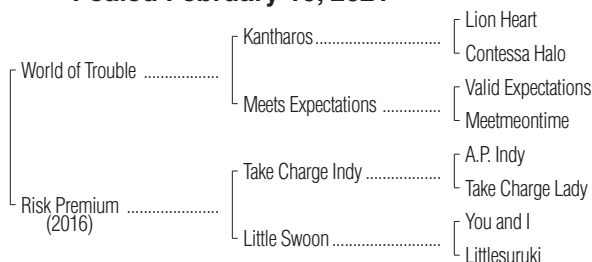 Foaled February 2021
Lion Heart
Kantharos
Contessa Halo
World of Trouble
Valid Expectations
Meets Expectations
Meetmeontime
A.P. Indy
Take Charge Indy
Take Charge Lady
Risk Premium
(2016)
You and I
Little Swoon
Littlesuruki